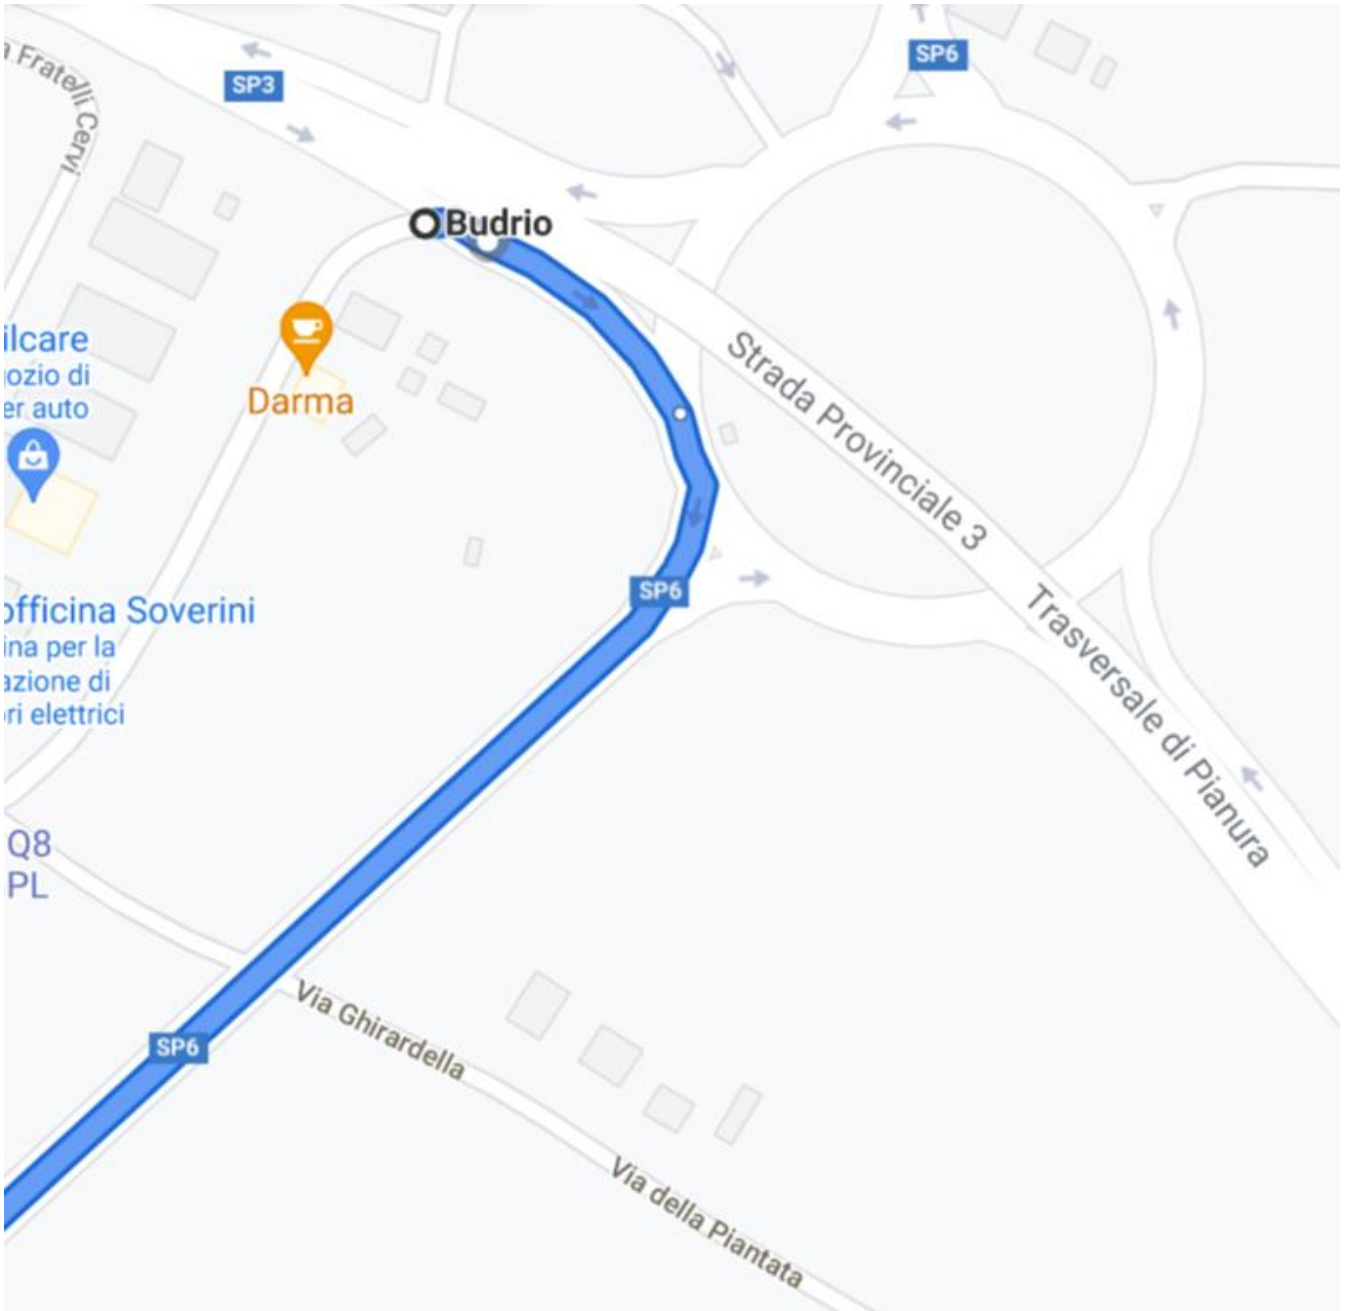 a Fratelli Cervi
SP3
SP6
Budrio
ilcare
ozio di
er auto
Darma
Strada Provinciale 3
SP6
officina Soverini
ina per la
azione di
ri elettrici
Trasversale di Pianura
Q8
PL
Via Ghirardella
SP6
Via della Piantata